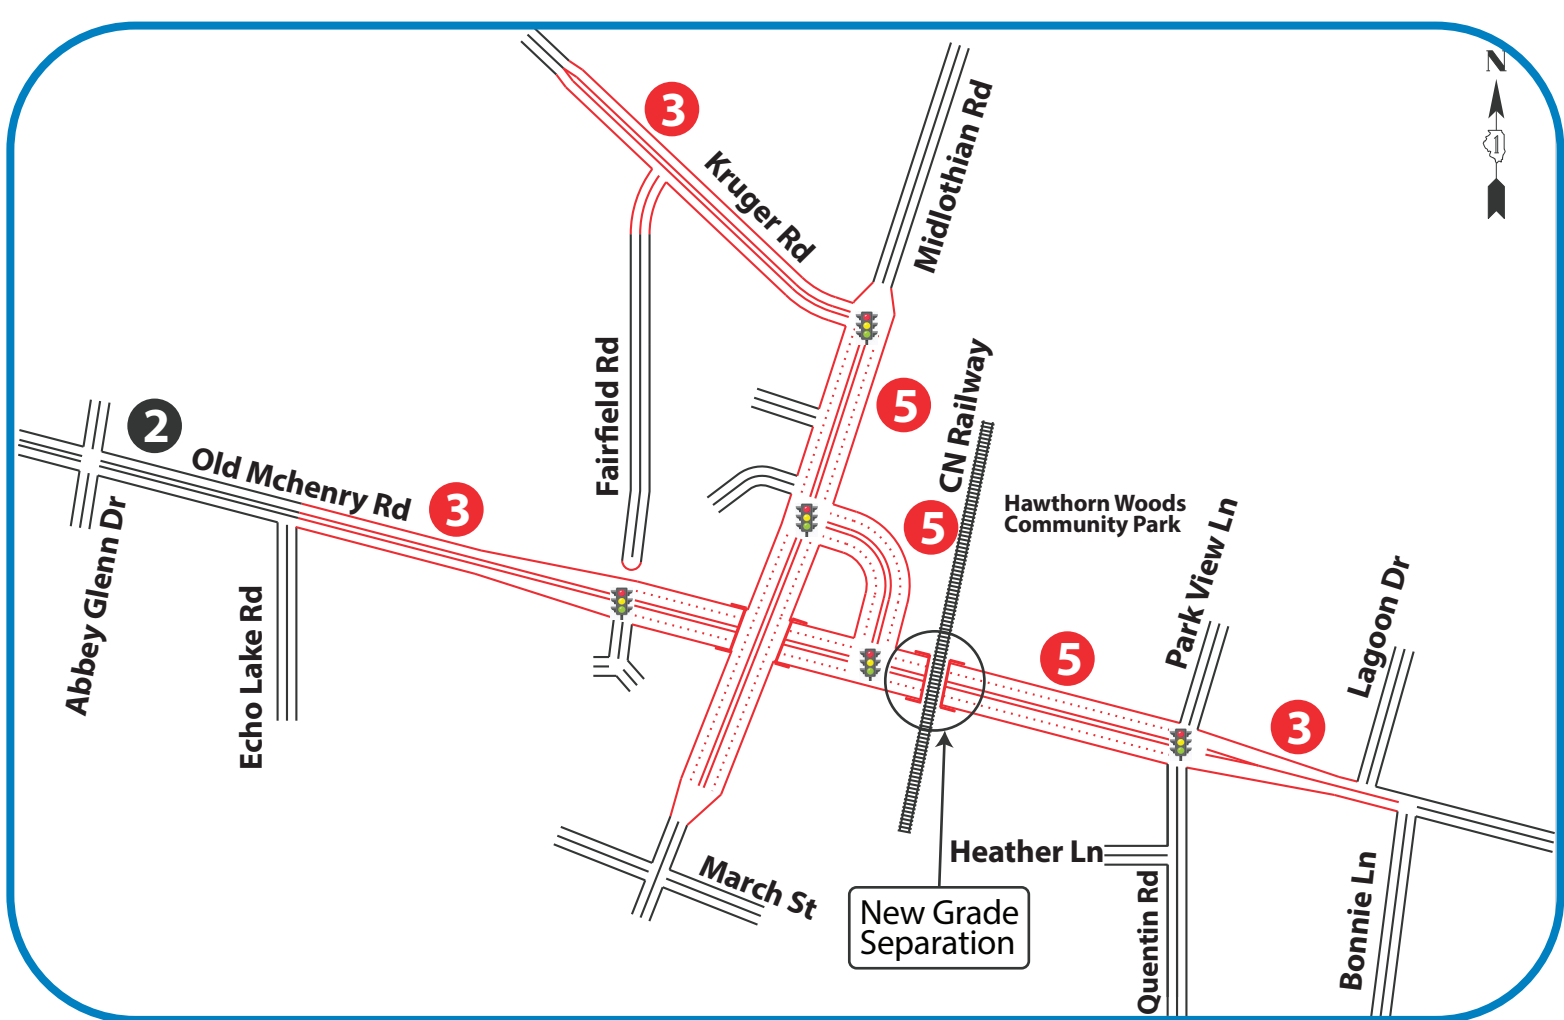 N
1
3
Kruger Rd
Midlothian Rd
Fairfield Rd
5
CN Railway
2
Old Mchenry Rd
3
5
Hawthorn Woods
Community Park
Abbey Glenn Dr
Echo Lake Rd
Park View Ln
Lagoon Dr
5
3
March St
Heather Ln
New Grade
Separation
Quentin Rd
Bonnie Ln